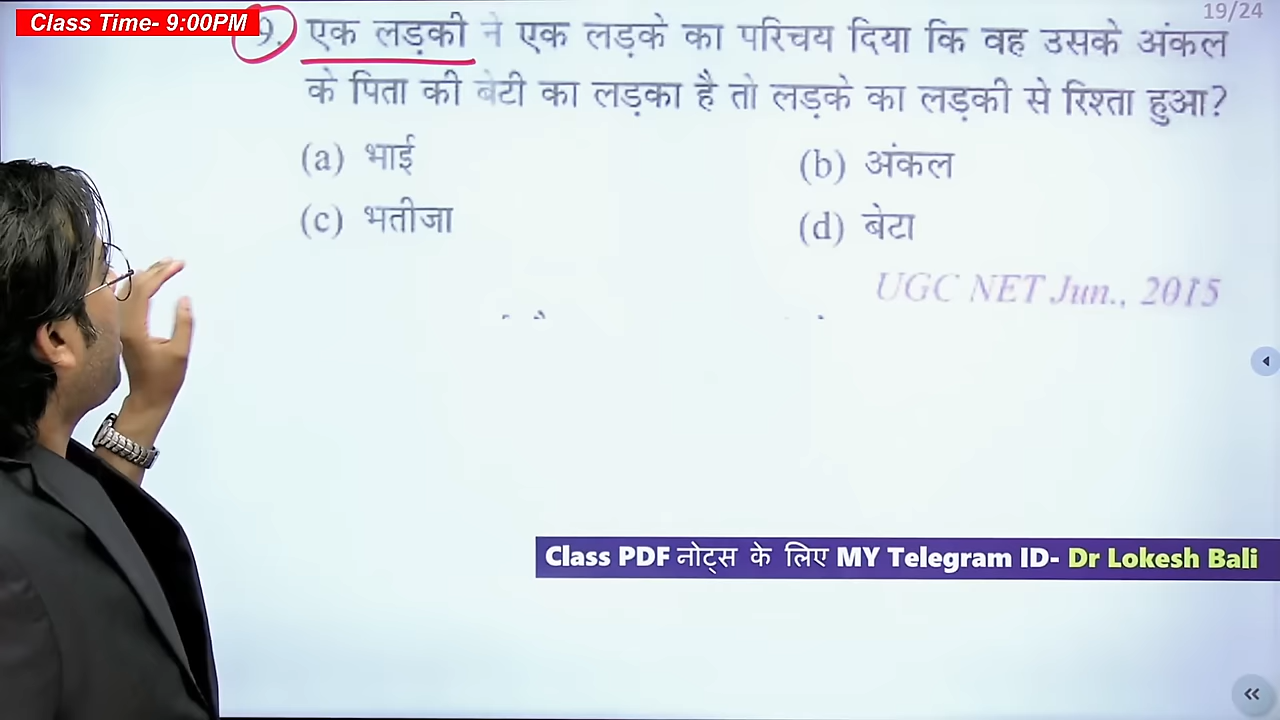 Class Time- 9:00PM
19/24
9. एक लड़की ने एक लड़के का परिचय दिया कि वह उसके अंकल
के पिता की बेटी का लड़का है तो लड़के का लड़की से रिश्ता हुआ?
(a) भाई
(b) अंकल
(c) भतीजा
(d) बेटा
UGC NET Jun., 2015
Class PDF नोट्स के लिए MY Telegram ID- Dr Lokesh Bali